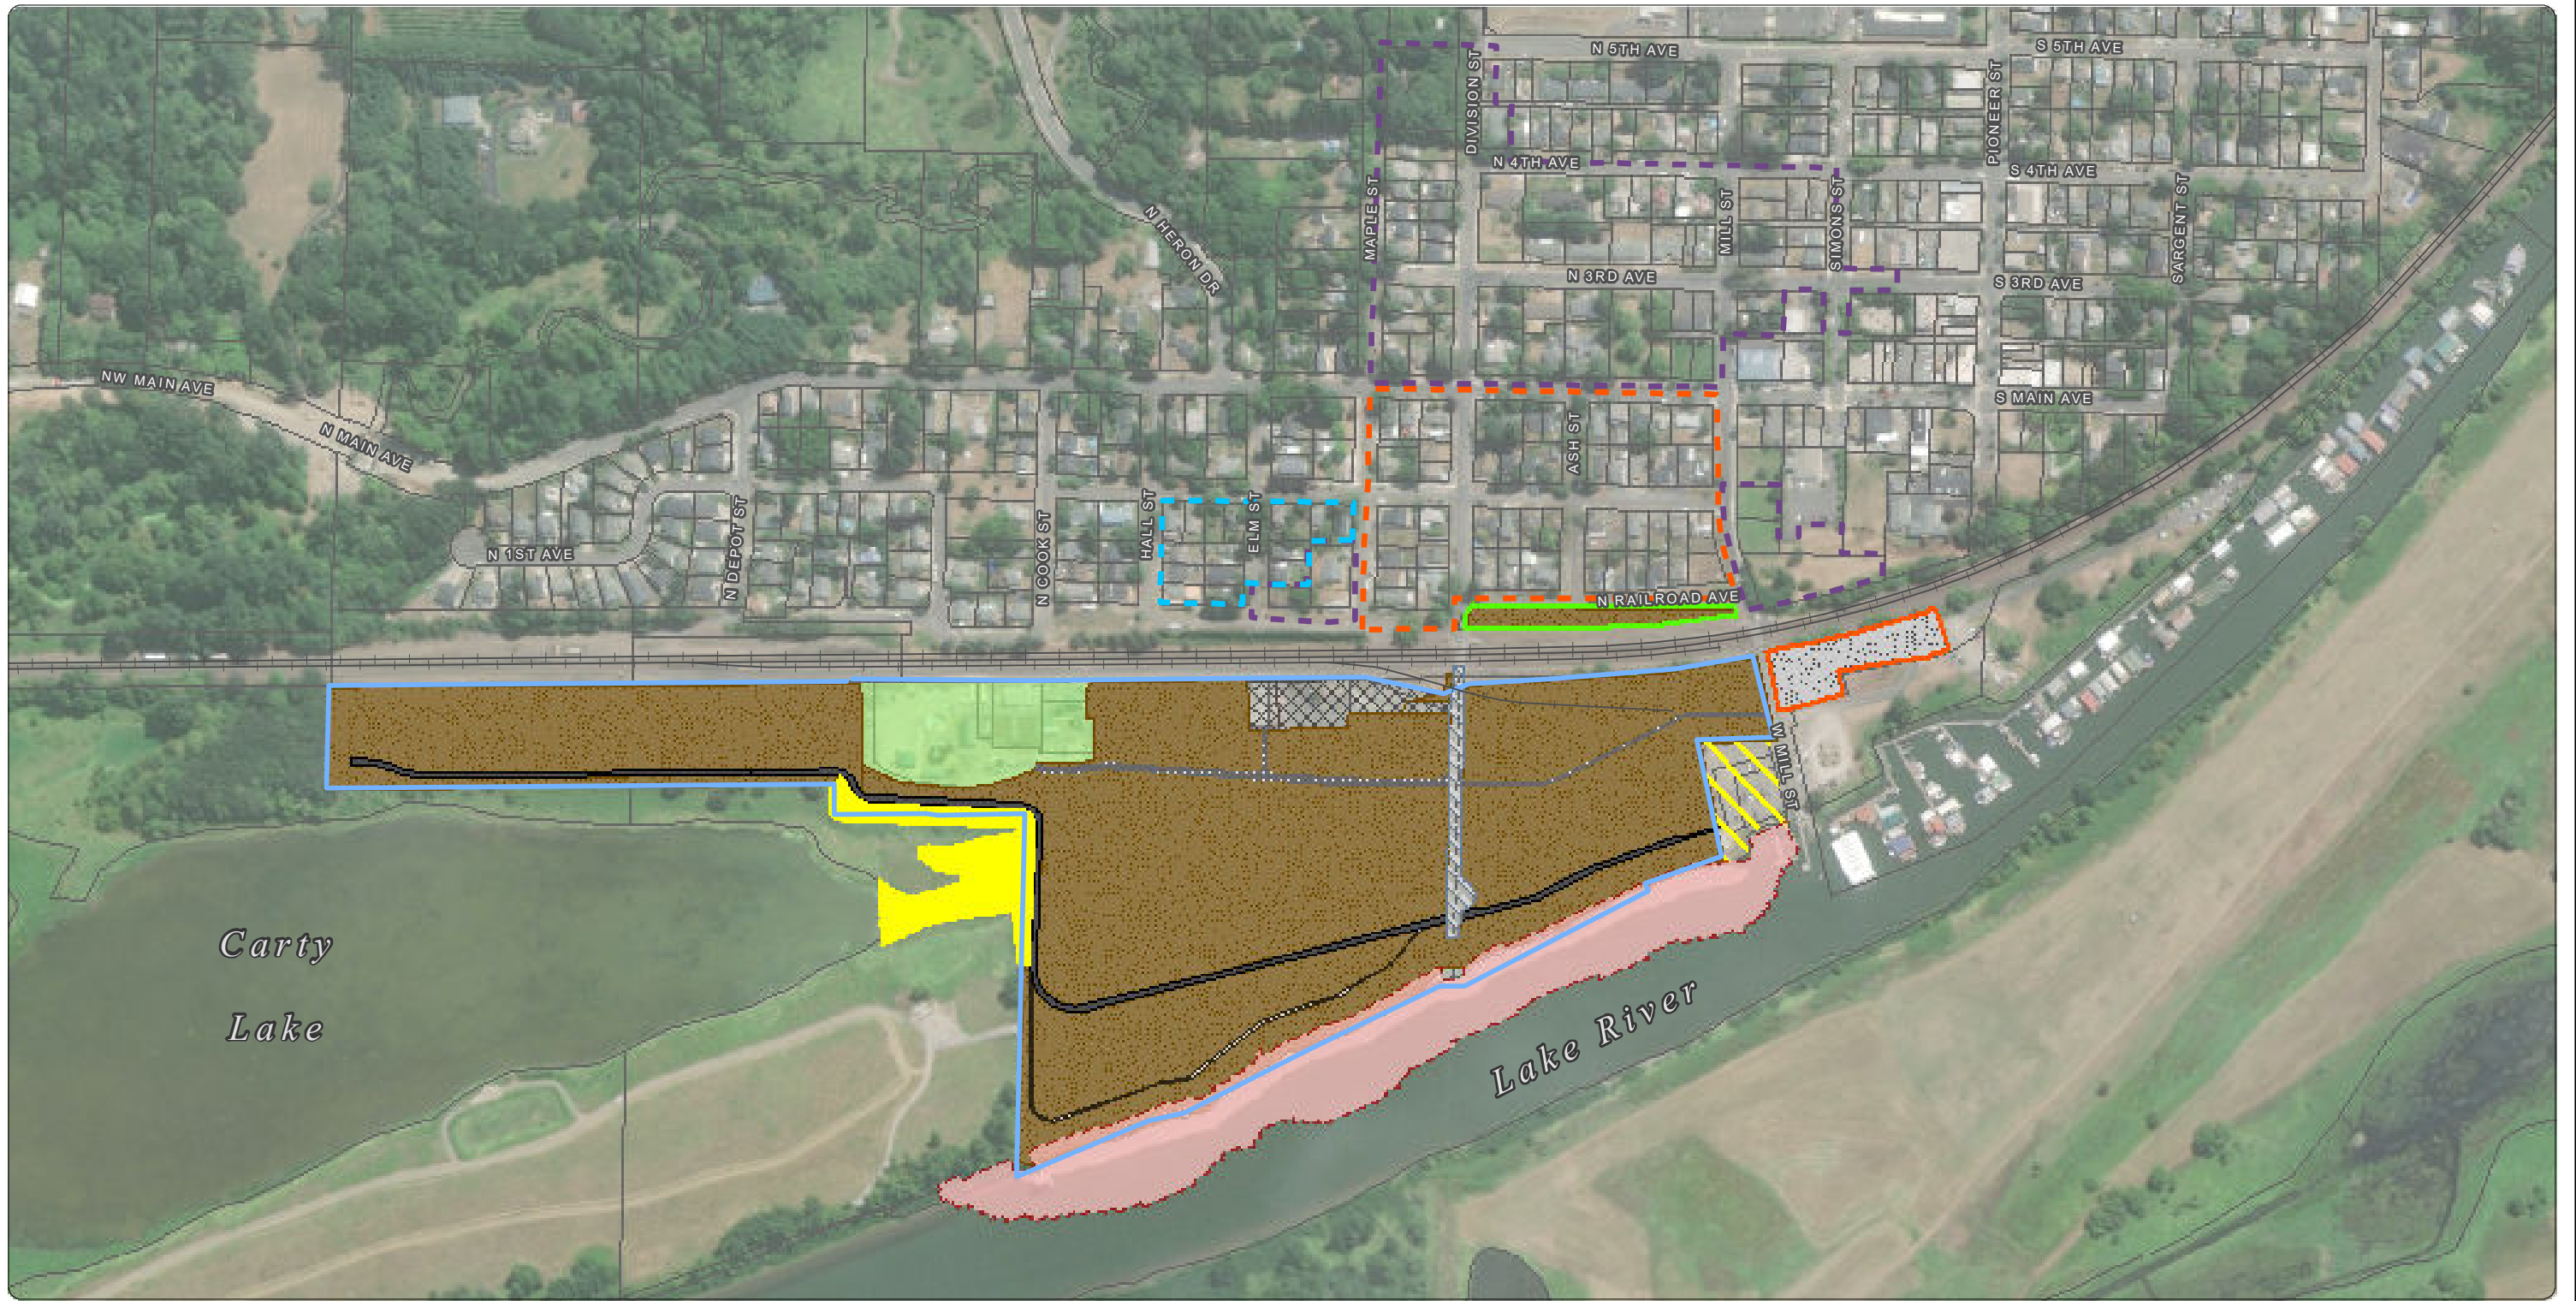 N 5TH AVE
S 5TH AVE
DIVISION ST
PIONEER ST
N 4TH AVE
S 4TH AVE
MAPLE ST
MILL ST
SIMONS ST
SARGENT ST
N HERON DR
N 3RD AVE
S 3RD AVE
NW MAIN AVE
N MAIN AVE
S MAIN AVE
ASH ST
HALL ST
ELM ST
N DEPOT ST
N COOK ST
N 1ST AVE
N RAILROAD AVE
W MILL ST
Carty
Lake
Lake River